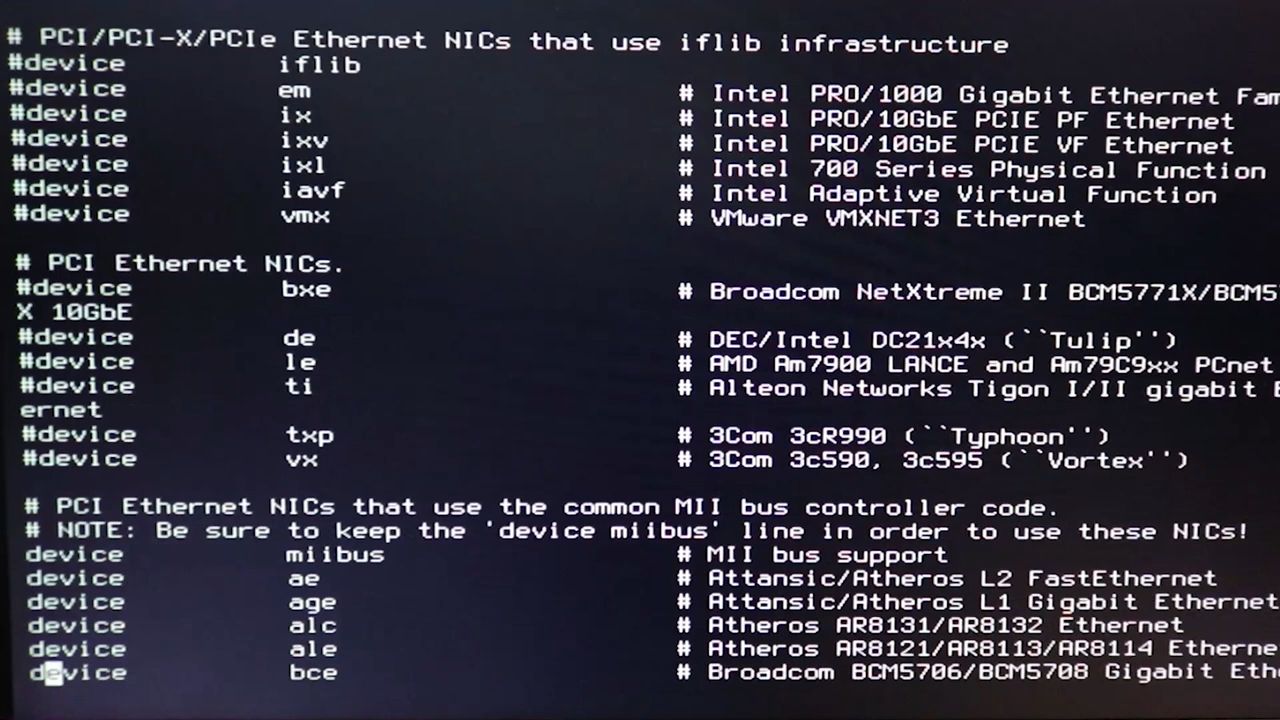 # PCI/PCI-X/PCIe Ethernet NICs that use iflib infrastructure
#device iflib
#device em # Intel PRO/1000 Gigabit Ethernet Fam
#device ix # Intel PRO/10GbE PCIE PF Ethernet
#device ixv # Intel PRO/10GbE PCIE VF Ethernet
#device ixl # Intel 700 Series Physical Function
#device iavf # Intel Adaptive Virtual Function
#device vmx # VMware VMXNET3 Ethernet
# PCI Ethernet NICs.
#device bxe # Broadcom NetXtreme II BCM5771X/BCM5
X 10GbE
#device de # DEC/Intel DC21x4x (``Tulip'')
#device le # AMD Am7900 LANCE and Am79C9xx PCnet
#device ti # Alteon Networks Tigon I/II gigabit E
ernet
#device txp # 3Com 3cR990 (``Typhoon'')
#device vx # 3Com 3c590, 3c595 (``Vortex'')
# PCI Ethernet NICs that use the common MII bus controller code.
# NOTE: Be sure to keep the 'device miibus' line in order to use these NICs!
device miibus # MII bus support
device ae # Attansic/Atheros L2 FastEthernet
device age # Attansic/Atheros L1 Gigabit Ethernet
device alc # Atheros AR8131/AR8132 Ethernet
device ale # Atheros AR8121/AR8113/AR8114 Etherne
device bce # Broadcom BCM5706/BCM5708 Gigabit Eth